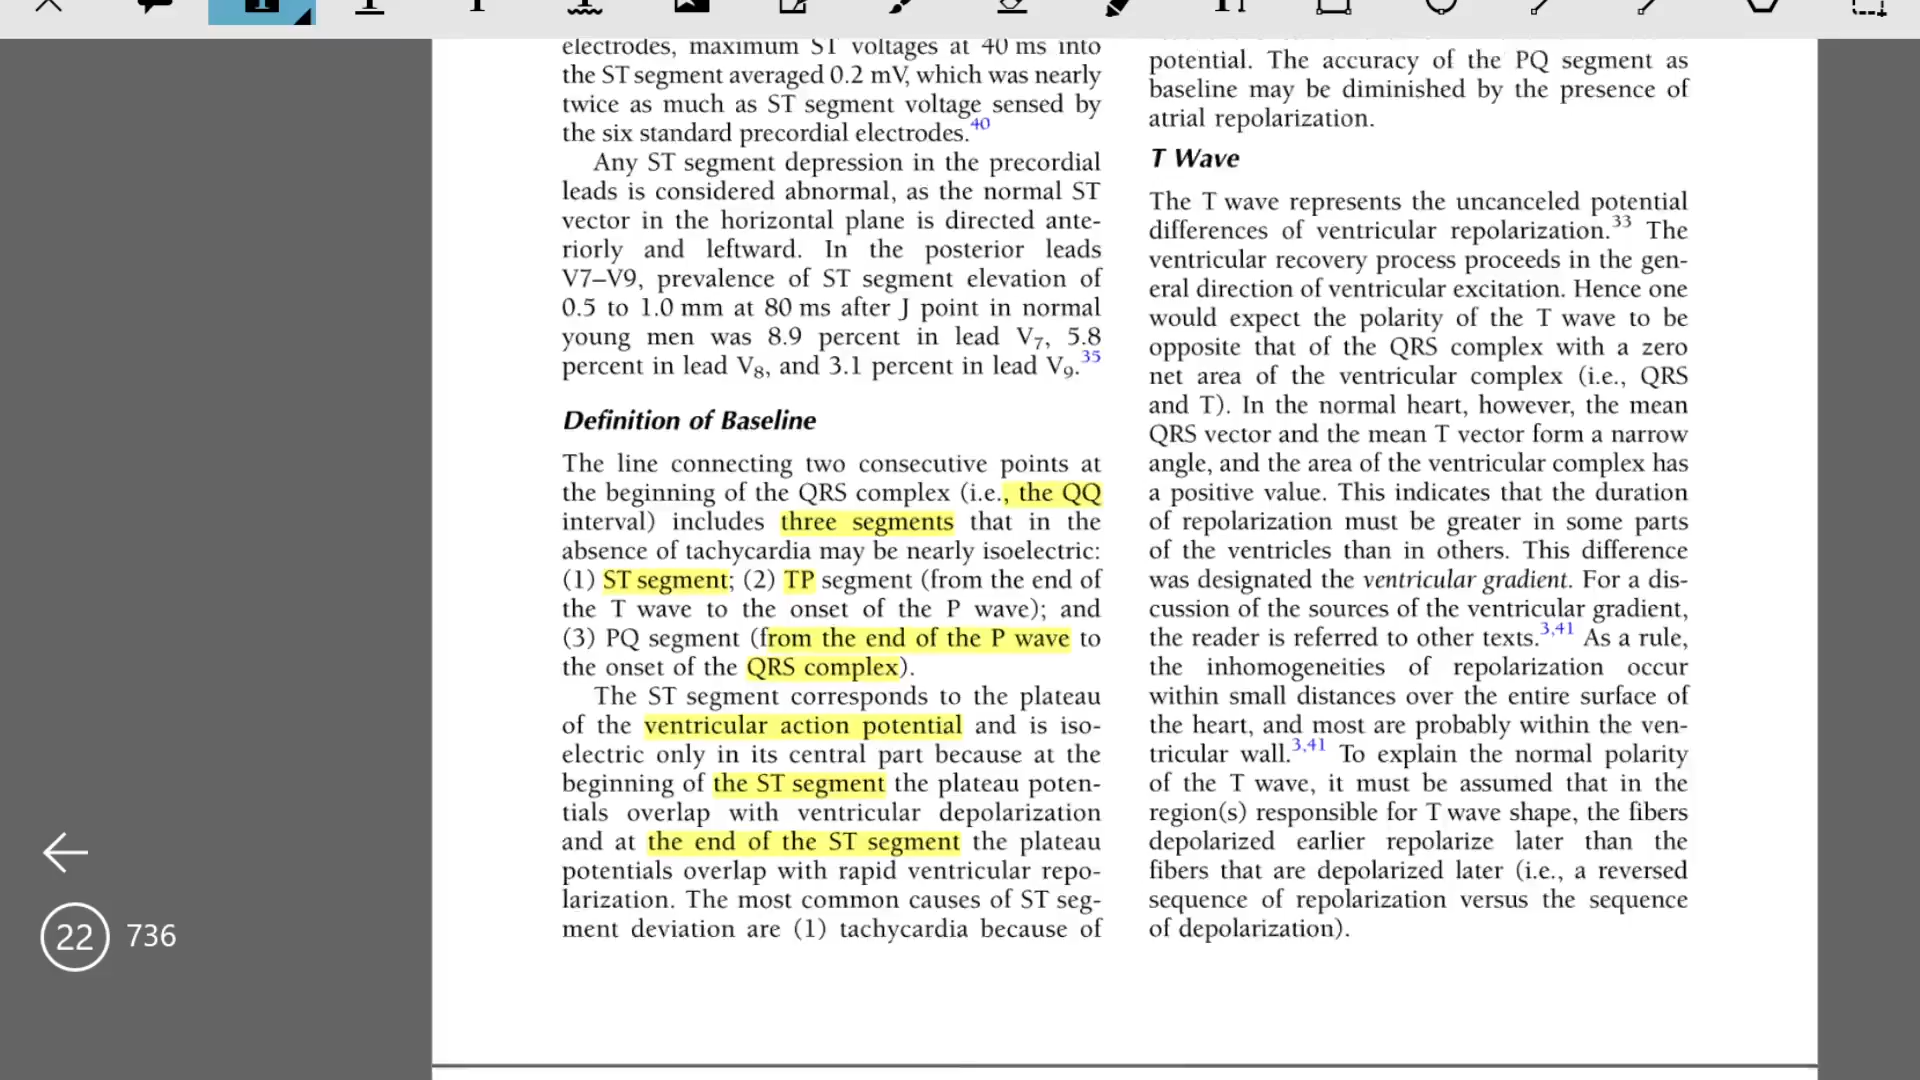 electrodes, maximum ST voltages at 40 ms into
the ST segment averaged 0.2 mV, which was nearly
twice as much as ST segment voltage sensed by
the six standard precordial electrodes.40
Any ST segment depression in the precordial
leads is considered abnormal, as the normal ST
vector in the horizontal plane is directed ante-
riorly and leftward. In the posterior leads
V7–V9, prevalence of ST segment elevation of
0.5 to 1.0 mm at 80 ms after J point in normal
young men was 8.9 percent in lead V7, 5.8
percent in lead V8, and 3.1 percent in lead V9.35
Definition of Baseline
The line connecting two consecutive points at
the beginning of the QRS complex (i.e., the QQ
interval) includes three segments that in the
absence of tachycardia may be nearly isoelectric:
(1) ST segment; (2) TP segment (from the end of
the T wave to the onset of the P wave); and
(3) PQ segment (from the end of the P wave to
the onset of the QRS complex).
The ST segment corresponds to the plateau
of the ventricular action potential and is iso-
electric only in its central part because at the
beginning of the ST segment the plateau poten-
tials overlap with ventricular depolarization
and at the end of the ST segment the plateau
potentials overlap with rapid ventricular repo-
larization. The most common causes of ST seg-
ment deviation are (1) tachycardia because of
potential. The accuracy of the PQ segment as
baseline may be diminished by the presence of
atrial repolarization.
T Wave
The T wave represents the uncanceled potential
differences of ventricular repolarization.33 The
ventricular recovery process proceeds in the gen-
eral direction of ventricular excitation. Hence one
would expect the polarity of the T wave to be
opposite that of the QRS complex with a zero
net area of the ventricular complex (i.e., QRS
and T). In the normal heart, however, the mean
QRS vector and the mean T vector form a narrow
angle, and the area of the ventricular complex has
a positive value. This indicates that the duration
of repolarization must be greater in some parts
of the ventricles than in others. This difference
was designated the ventricular gradient. For a dis-
cussion of the sources of the ventricular gradient,
the reader is referred to other texts.3,41 As a rule,
the inhomogeneities of repolarization occur
within small distances over the entire surface of
the heart, and most are probably within the ven-
tricular wall.3,41 To explain the normal polarity
of the T wave, it must be assumed that in the
region(s) responsible for T wave shape, the fibers
depolarized earlier repolarize later than the
fibers that are depolarized later (i.e., a reversed
sequence of repolarization versus the sequence
of depolarization).
22 736